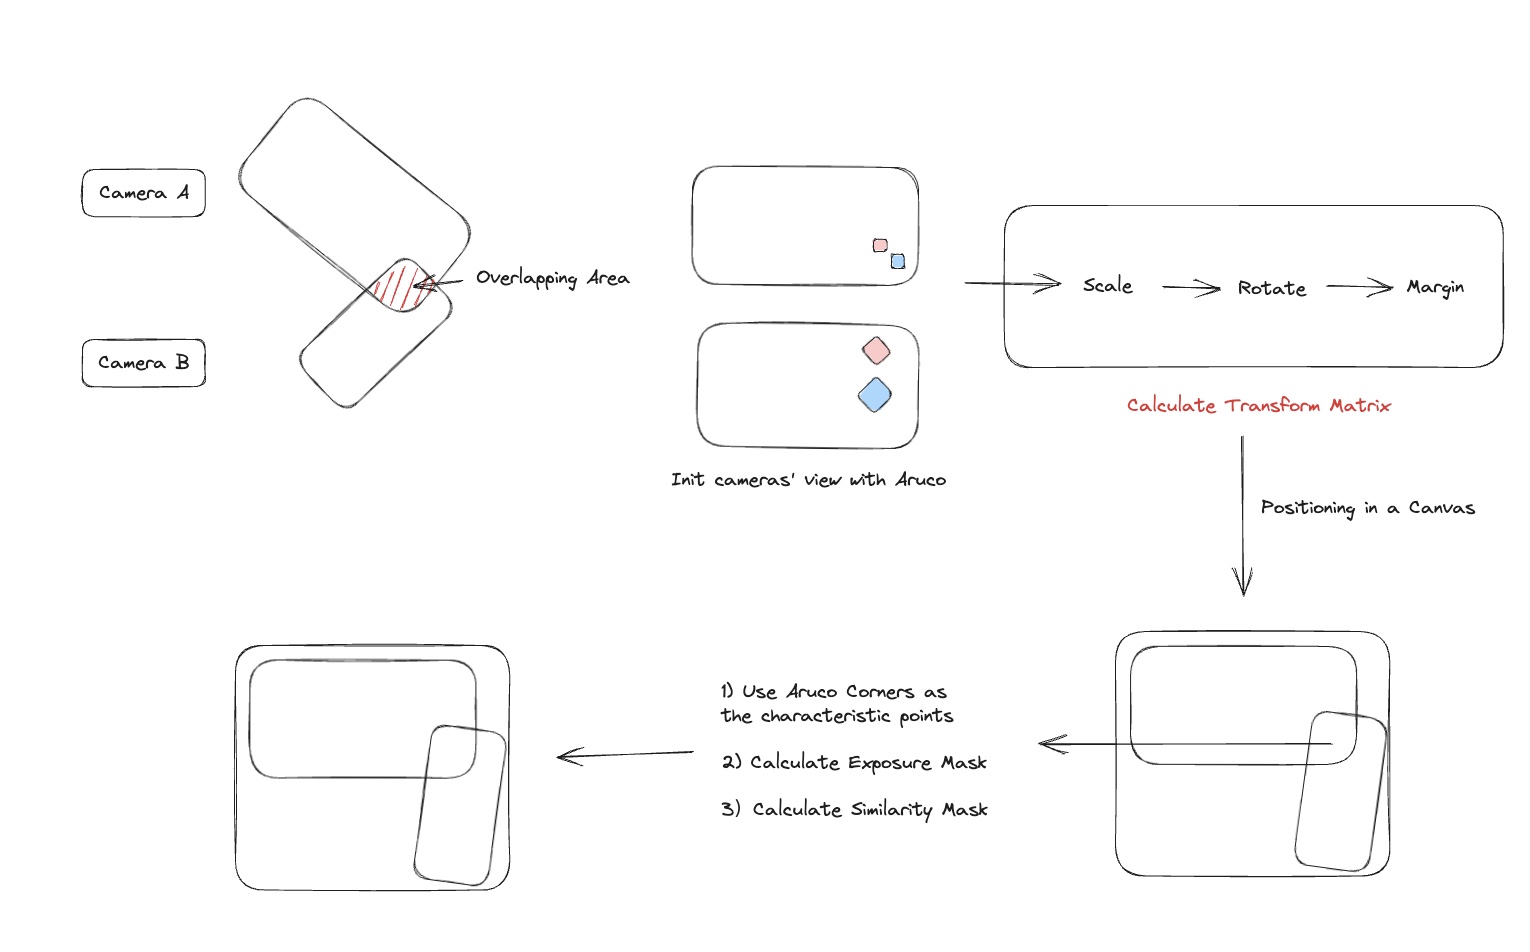 Camera A
Overlapping Area
Camera B
Init cameras' view with Aruco
Scale
Rotate
Margin
Calculate Transform Matrix
Positioning in a Canvas
1) Use Aruco Corners as
the characteristic points
2) Calculate Exposure Mask
3) Calculate Similarity Mask